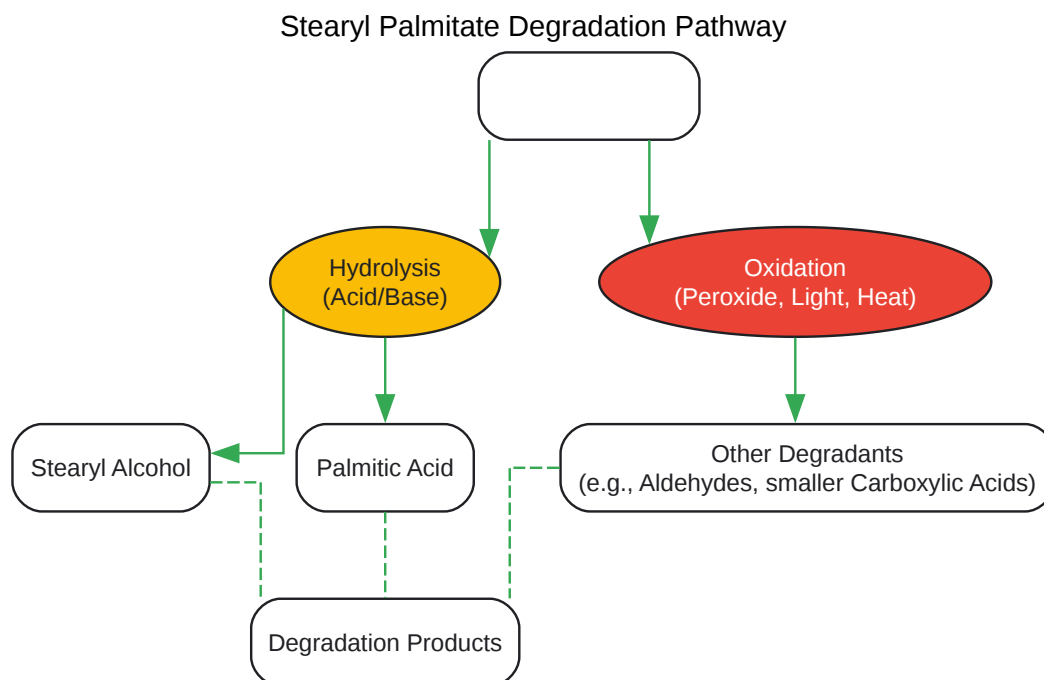 Stearyl Palmitate Degradation Pathway
Hydrolysis
(Acid/Base)
Oxidation
(Peroxide, Light, Heat)
Stearyl Alcohol
Palmitic Acid
Other Degradants
(e.g., Aldehydes, smaller Carboxylic Acids)
Degradation Products